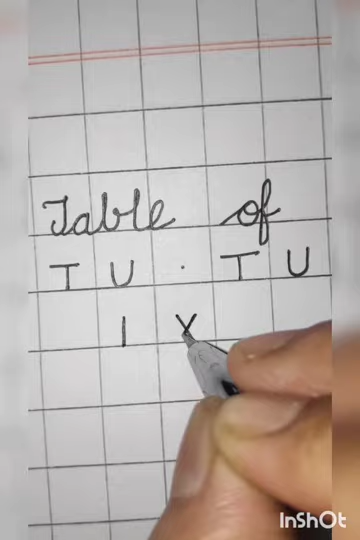 Table of
T U . T U
1 X
InShOt